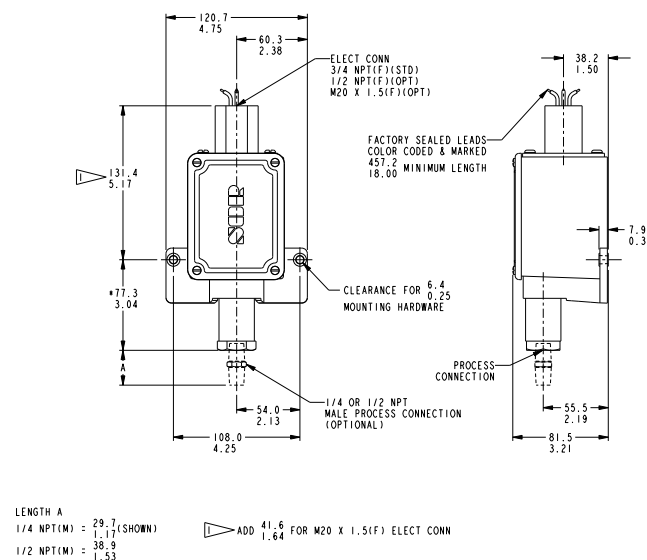 120.7
4.75
60.3
2.38
ELECT CONN
3/4 NPT(F)(STD)
1/2 NPT(F)(OPT)
M20 X 1.5(F)(OPT)
38.2
1.50
FACTORY SEALED LEADS
COLOR CODED & MARKED
457.2
18.00 MINIMUM LENGTH
1
131.4
5.17
SOR
7.9
0.3
*77.3
3.04
CLEARANCE FOR 6.4
0.25
MOUNTING HARDWARE
A
PROCESS
CONNECTION
1/4 OR 1/2 NPT
MALE PROCESS CONNECTION
(OPTIONAL)
54.0
2.13
55.5
2.19
108.0
4.25
81.5
3.21
LENGTH A
1/4 NPT(M) = 29.7
1.17 (SHOWN)
1/2 NPT(M) = 38.9
1.53
1 ADD 41.6
1.64 FOR M20 X 1.5(F) ELECT CONN